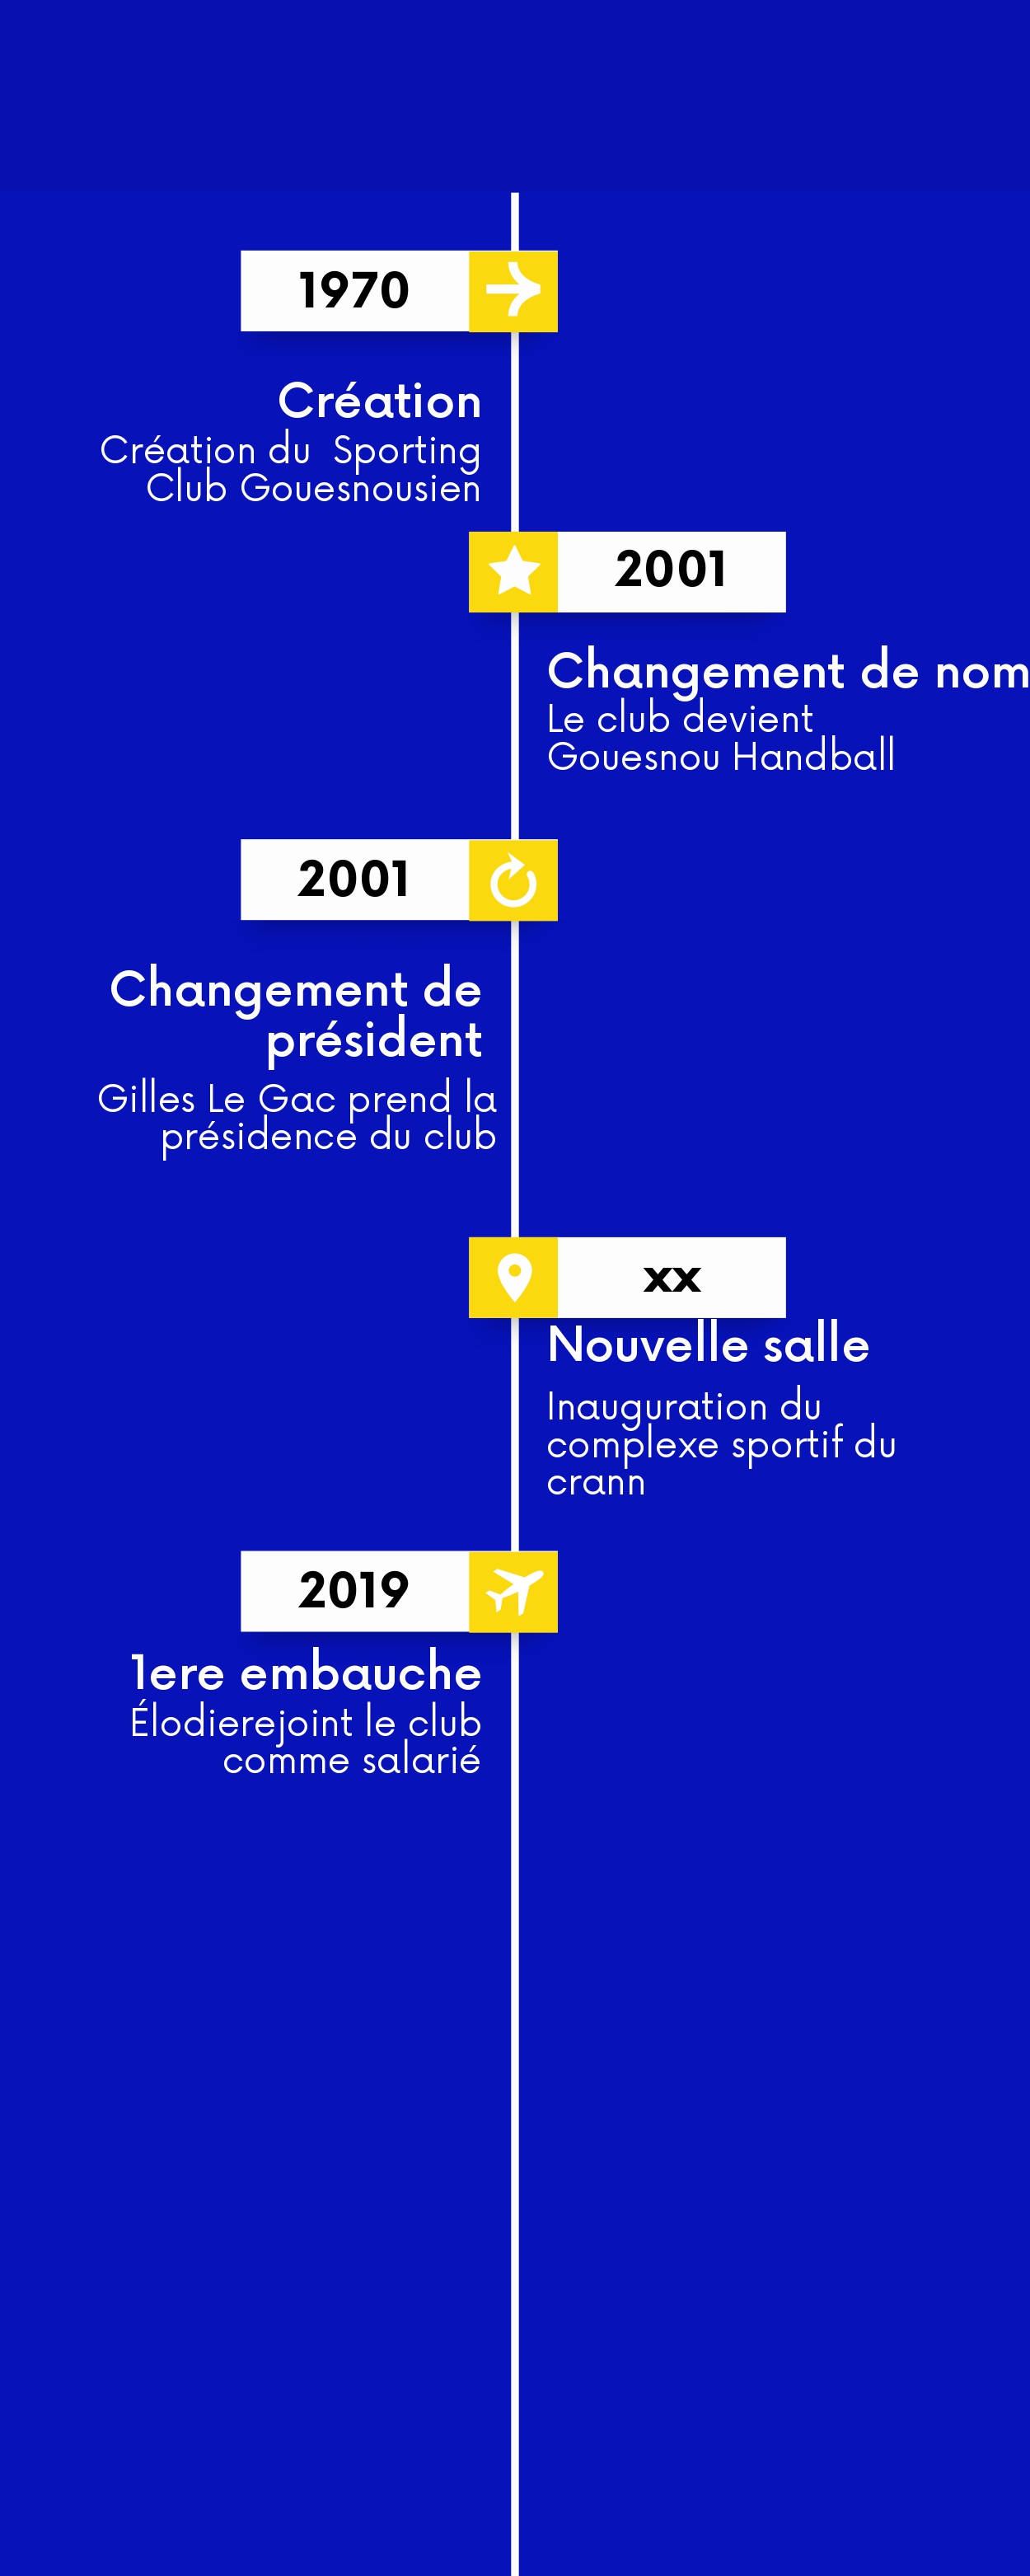 1970
Création
Création du  Sporting
Club Gouesnousien
2001
Changement de nom
Le club devient
Gouesnou Handball
2001
Changement de
président
Gilles Le Gac prend la
présidence du club
xx
Nouvelle salle
Inauguration du
complexe sportif du
crann
2019
1ere embauche
Élodierejoint le club
comme salarié